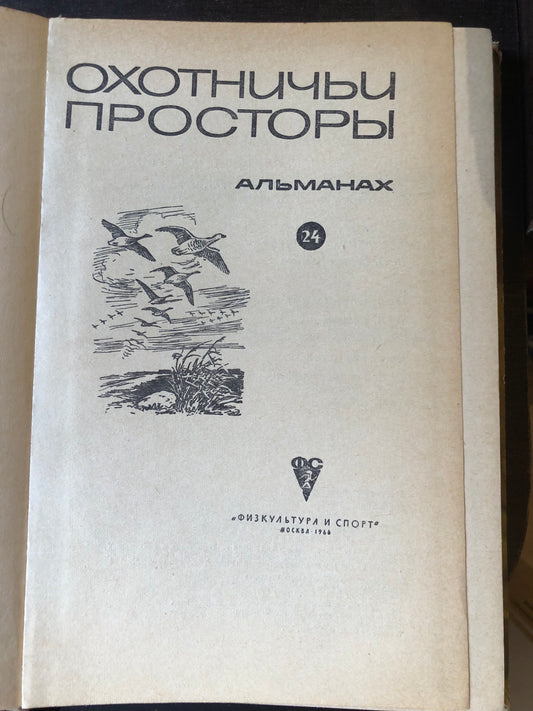 ОХОТНИЧЬИ
ПРОСТОРЫ
АЛЬМАНАХ
24
ФС
„ФИЗКУЛЬТУРА И СПОРТ“
МОСКВА·1966